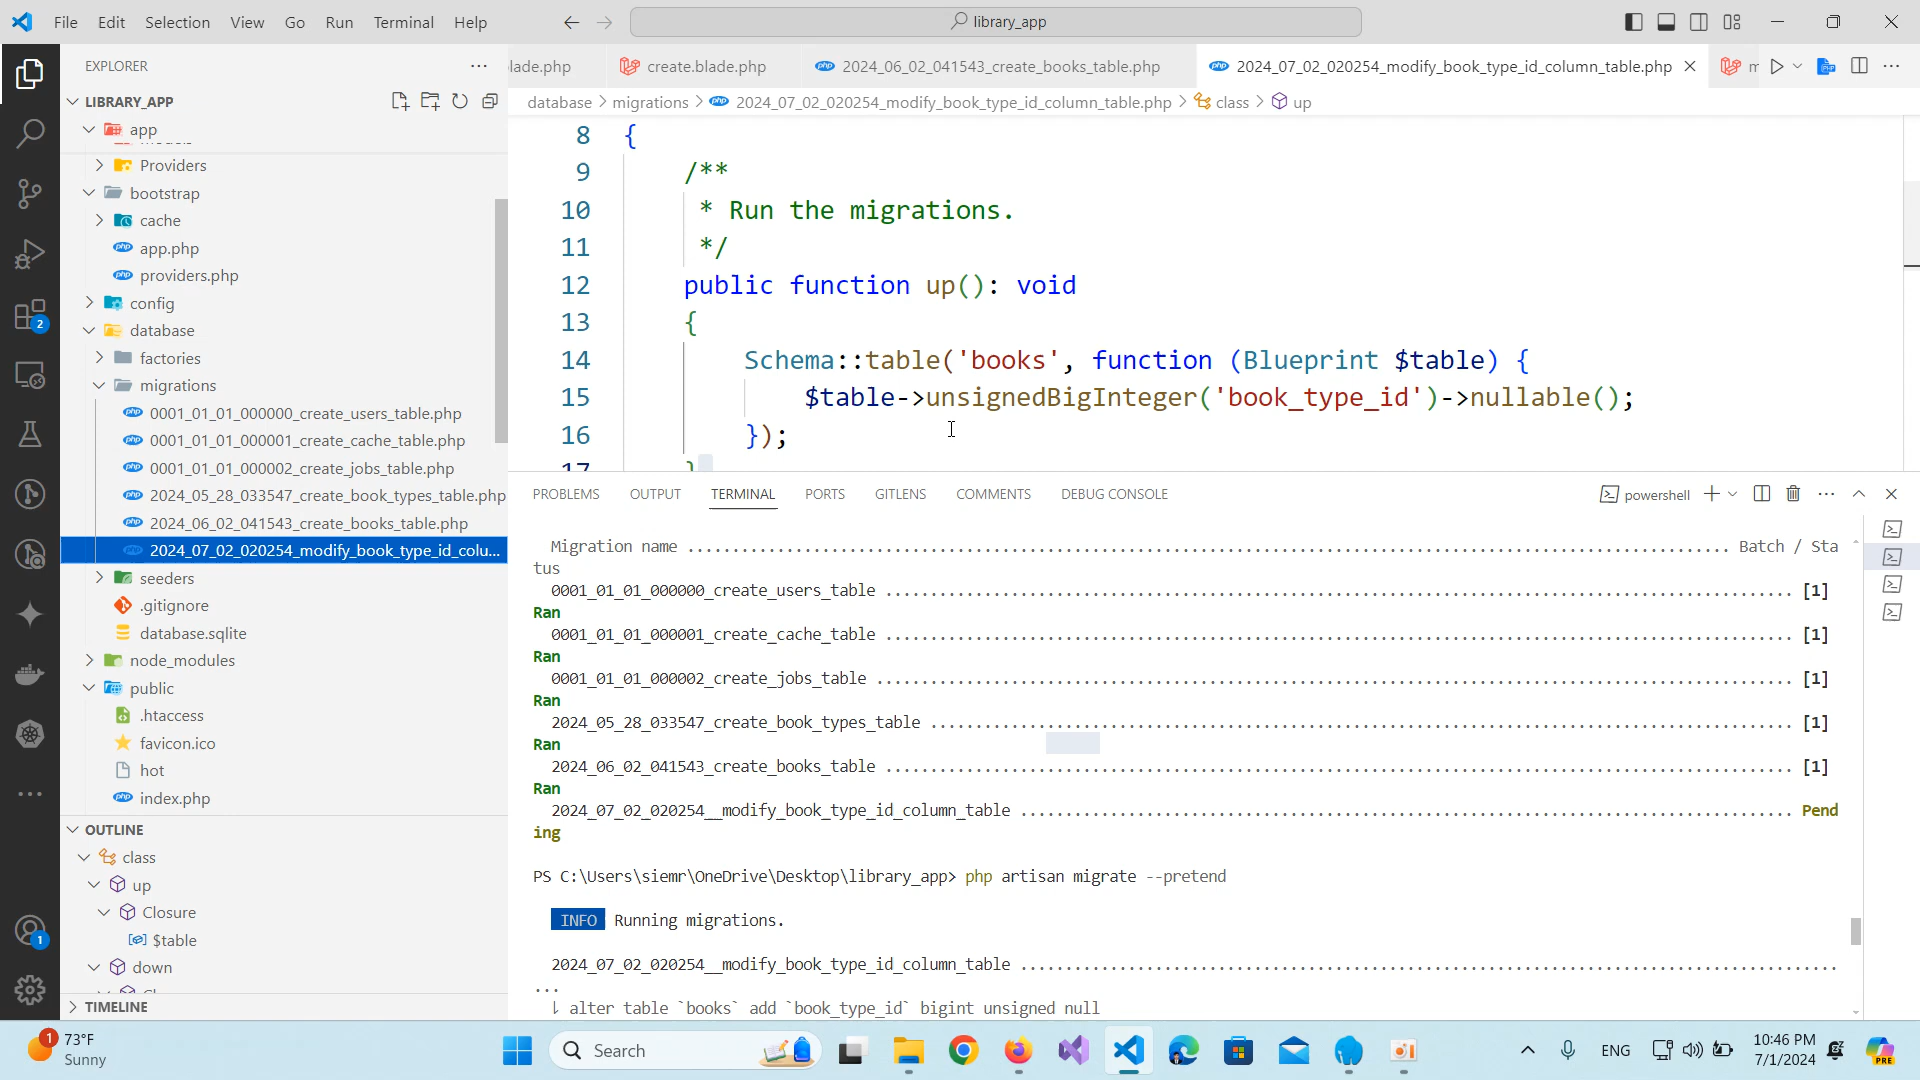 File Edit Selection View Go Run Terminal Help
library_app
EXPLORER
LIBRARY_APP
app
Providers
bootstrap
cache
app.php
providers.php
config
database
factories
migrations
0001_01_01_000000_create_users_table.php
0001_01_01_000001_create_cache_table.php
0001_01_01_000002_create_jobs_table.php
2024_05_28_033547_create_book_types_table.php
2024_06_02_041543_create_books_table.php
2024_07_02_020254_modify_book_type_id_colu...
seeders
.gitignore
database.sqlite
node_modules
public
.htaccess
favicon.ico
hot
index.php
OUTLINE
class
up
Closure
$table
down
TIMELINE
2
1
lade.php create.blade.php 2024_06_02_041543_create_books_table.php 2024_07_02_020254_modify_book_type_id_column_table.php
database > migrations > 2024_07_02_020254_modify_book_type_id_column_table.php > class > up
8 {
9 /**
10 * Run the migrations.
11 */
12 public function up(): void
13 {
14 Schema::table('books', function (Blueprint $table) {
15 $table->unsignedBigInteger('book_type_id')->nullable();
16 });
17 }
PROBLEMS OUTPUT TERMINAL PORTS GITLENS COMMENTS DEBUG CONSOLE powershell
Migration name ........................................ Batch / Sta
tus
0001_01_01_000000_create_users_table ........................................ [1]
Ran
0001_01_01_000001_create_cache_table ........................................ [1]
Ran
0001_01_01_000002_create_jobs_table ........................................ [1]
Ran
2024_05_28_033547_create_book_types_table ........................................ [1]
Ran
2024_06_02_041543_create_books_table ........................................ [1]
Ran
2024_07_02_020254__modify_book_type_id_column_table ........................................ Pend
ing
PS C:\Users\siemr\OneDrive\Desktop\library_app> php artisan migrate --pretend
INFO Running migrations.
2024_07_02_020254__modify_book_type_id_column_table ........................................
...
↓ alter table `books` add `book_type_id` bigint unsigned null
1 73°F
Sunny
Search
ENG
10:46 PM
7/1/2024
PRE